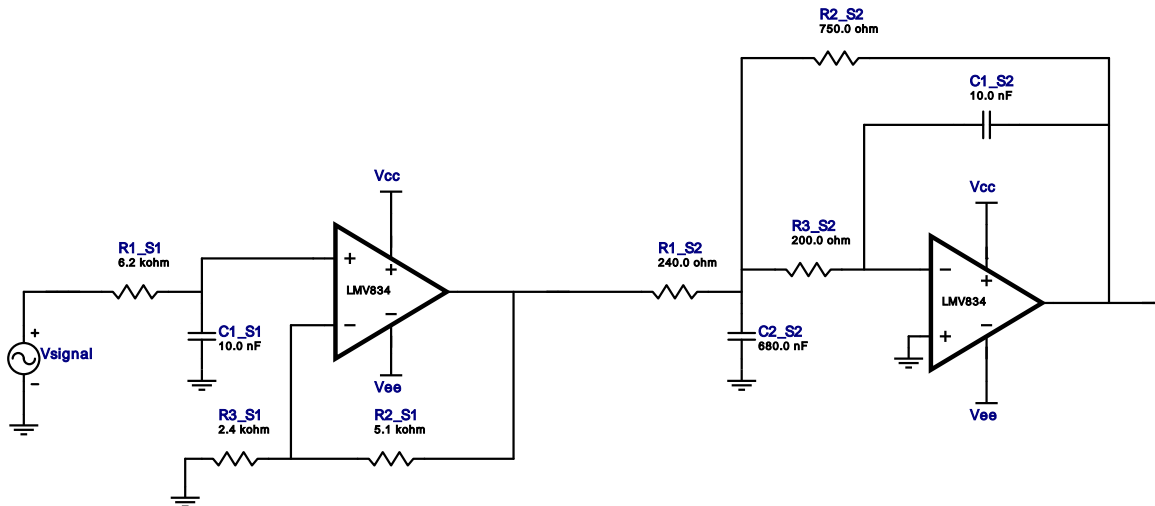 R2_S2
750.0 ohm
C1_S2
10.0 nF
Vcc
Vcc
R1_S1
6.2 kohm
R1_S2
240.0 ohm
R3_S2
200.0 ohm
+
+
LMV834
−
−
−
+
LMV834
−
+
+
Vsignal
−
C1_S1
10.0 nF
C2_S2
680.0 nF
Vee
Vee
R3_S1
2.4 kohm
R2_S1
5.1 kohm